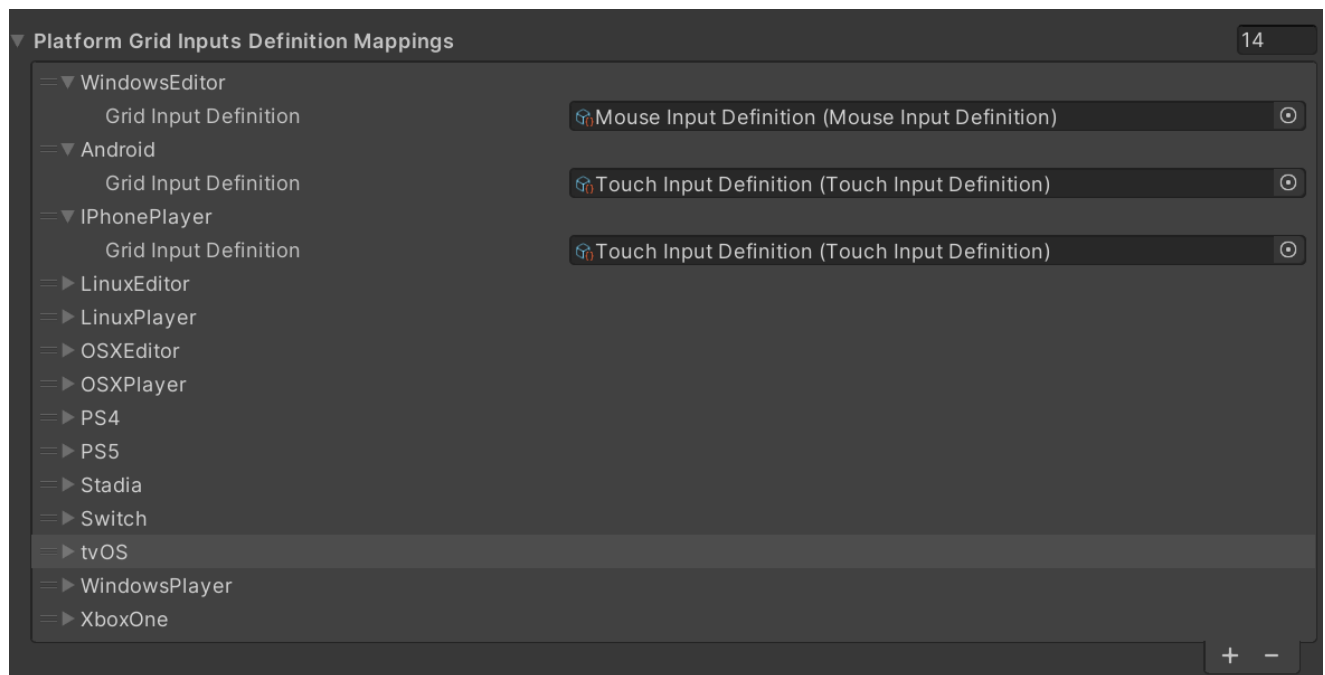 Platform Grid Inputs Definition Mappings 14
WindowsEditor
Grid Input Definition Mouse Input Definition (Mouse Input Definition)
Android
Grid Input Definition Touch Input Definition (Touch Input Definition)
IPhonePlayer
Grid Input Definition Touch Input Definition (Touch Input Definition)
LinuxEditor
LinuxPlayer
OSXEditor
OSXPlayer
PS4
PS5
Stadia
Switch
tvOS
WindowsPlayer
XboxOne
+ −